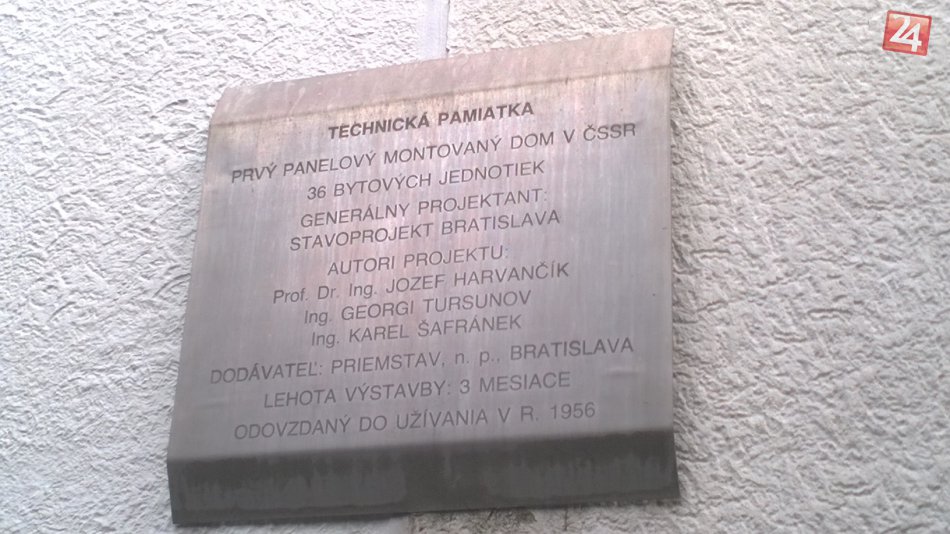 24
TECHNICKÁ PAMIATKA
PRVÝ PANELOVÝ MONTOVANÝ DOM V ČSSR
36 BYTOVÝCH JEDNOTIEK
GENERÁLNY PROJEKTANT:
STAVOPROJEKT BRATISLAVA
AUTORI PROJEKTU:
Prof. Dr. Ing. JOZEF HARVANČÍK
Ing. GEORGI TURSUNOV
Ing. KAREL ŠAFRÁNEK
DODÁVATEĽ: PRIEMSTAV, n. p., BRATISLAVA
LEHOTA VÝSTAVBY: 3 MESIACE
ODOVZDANÝ DO UŽÍVANIA V R. 1956